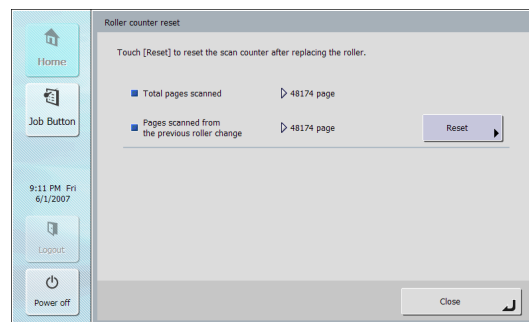 Roller counter reset
Home
Touch [Reset] to reset the scan counter after replacing the roller.
Total pages scanned
48174 page
Job Button
Pages scanned from
the previous roller change
48174 page
Reset
9:11 PM Fri
6/1/2007
Logout
Power off
Close